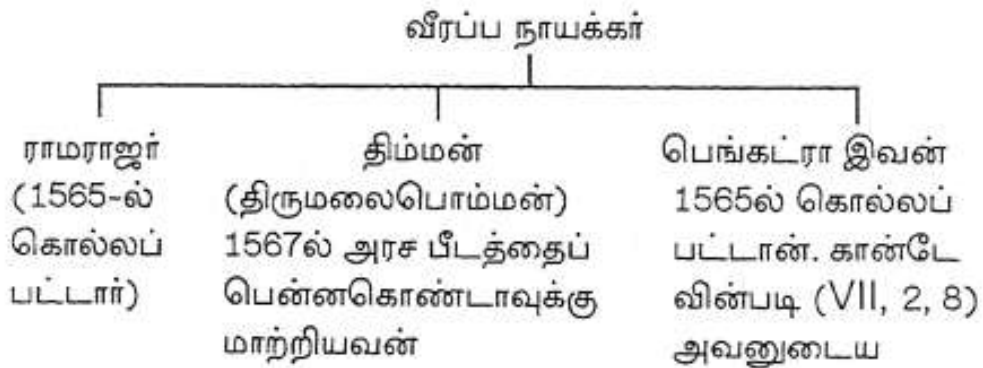 வீரப்ப நாயக்கர்
ராமராஜர்
(1565-ல்
கொல்லப்
பட்டார்)
திம்மன்
(திருமலைபொம்மன்)
1567ல் அரச பீடத்தைப்
பென்னகொண்டாவுக்கு
மாற்றியவன்
பெங்கட்ரா இவன்
1565ல் கொல்லப்
பட்டான். கான்டே
வின்படி (VII, 2, 8)
அவனுடைய